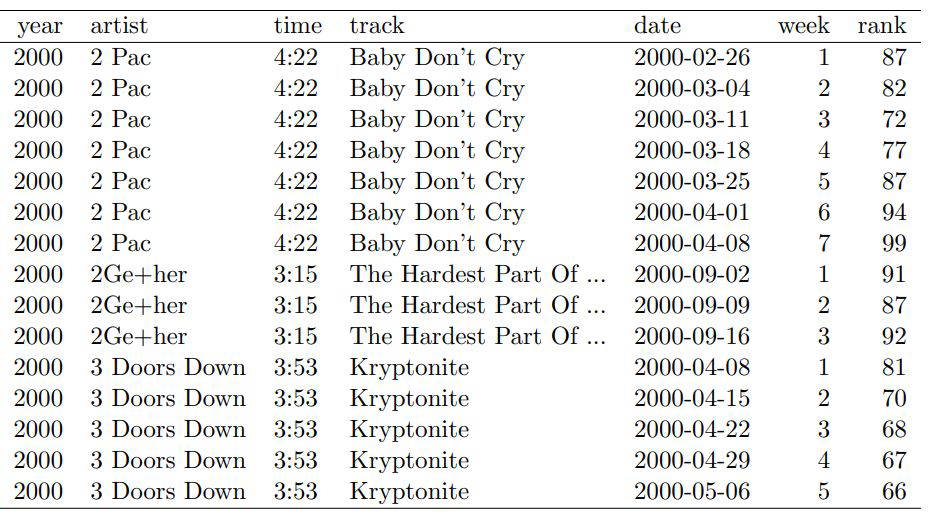 year artist time track date week rank
2000 2 Pac 4:22 Baby Don't Cry 2000-02-26 1 87
2000 2 Pac 4:22 Baby Don't Cry 2000-03-04 2 82
2000 2 Pac 4:22 Baby Don't Cry 2000-03-11 3 72
2000 2 Pac 4:22 Baby Don't Cry 2000-03-18 4 77
2000 2 Pac 4:22 Baby Don't Cry 2000-03-25 5 87
2000 2 Pac 4:22 Baby Don't Cry 2000-04-01 6 94
2000 2 Pac 4:22 Baby Don't Cry 2000-04-08 7 99
2000 2Ge+her 3:15 The Hardest Part Of ... 2000-09-02 1 91
2000 2Ge+her 3:15 The Hardest Part Of ... 2000-09-09 2 87
2000 2Ge+her 3:15 The Hardest Part Of ... 2000-09-16 3 92
2000 3 Doors Down 3:53 Kryptonite 2000-04-08 1 81
2000 3 Doors Down 3:53 Kryptonite 2000-04-15 2 70
2000 3 Doors Down 3:53 Kryptonite 2000-04-22 3 68
2000 3 Doors Down 3:53 Kryptonite 2000-04-29 4 67
2000 3 Doors Down 3:53 Kryptonite 2000-05-06 5 66